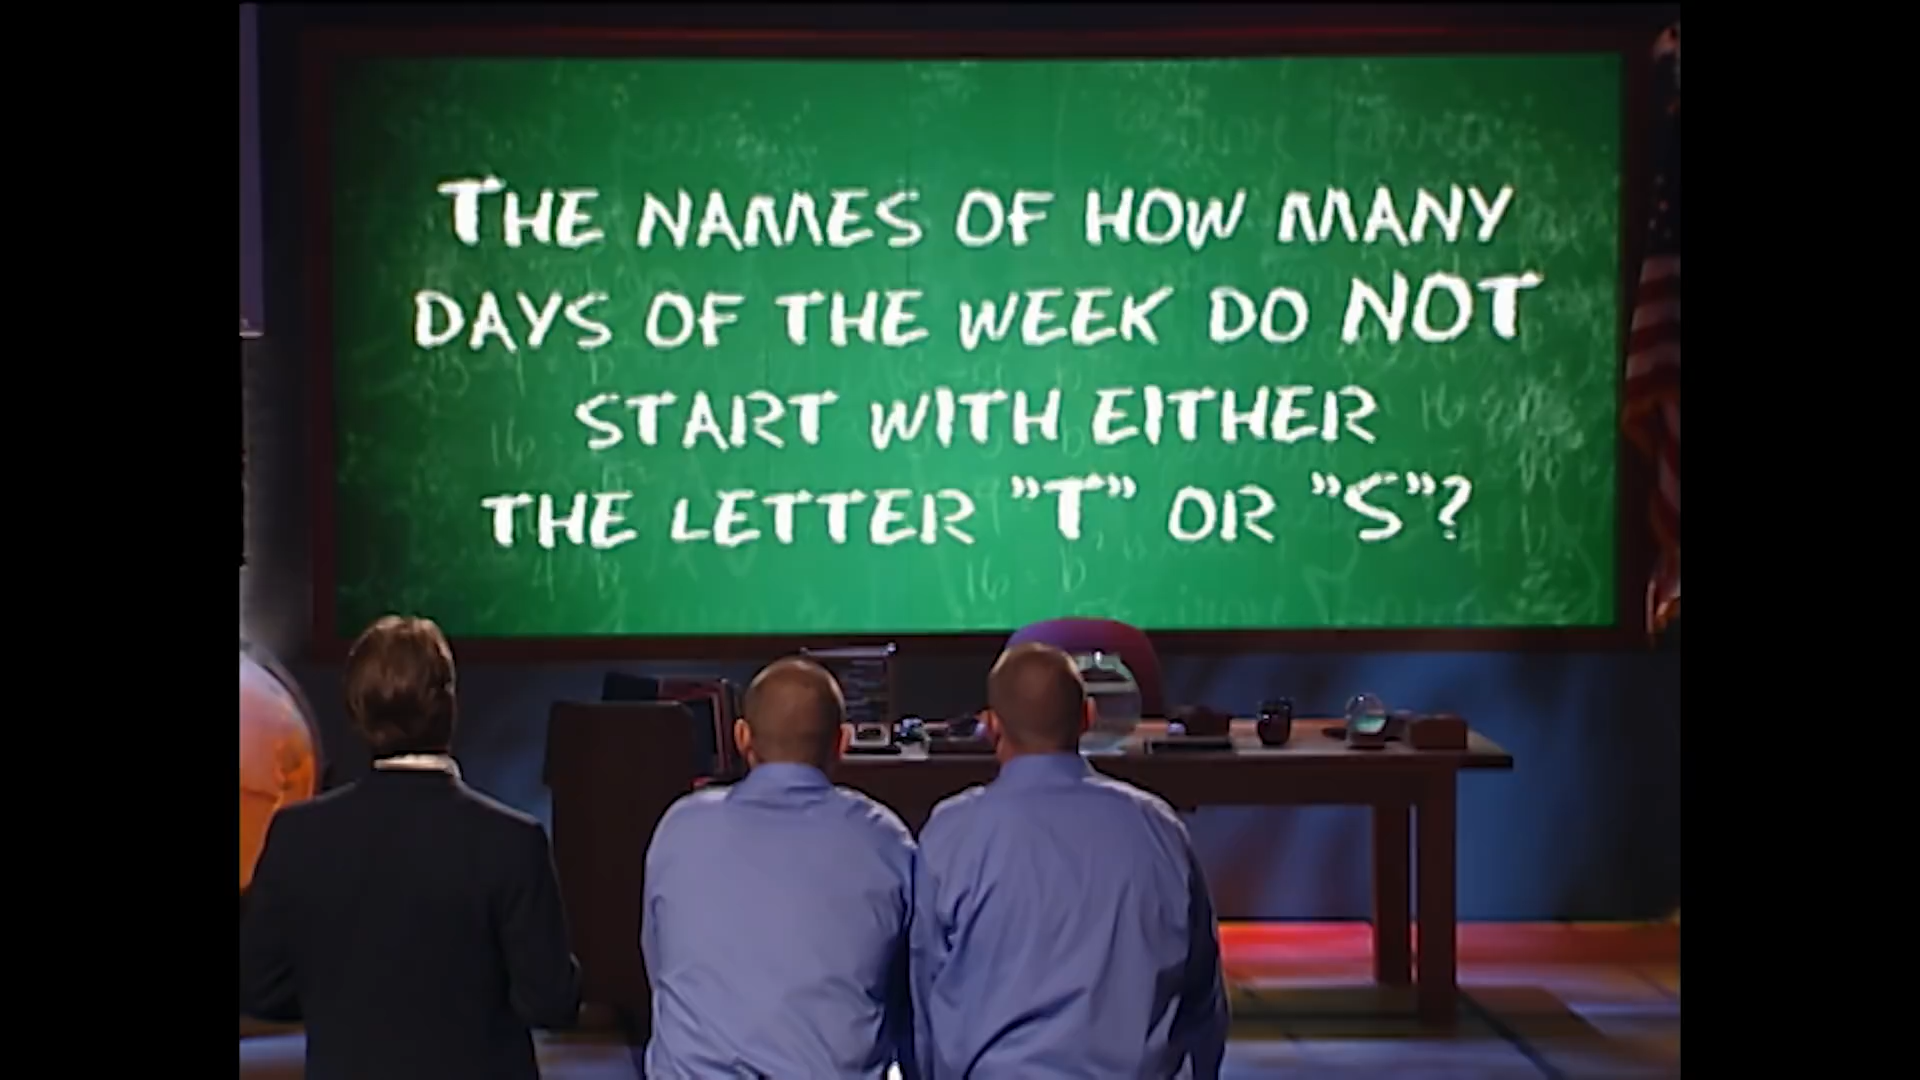 THE NAMES OF HOW MANY
DAYS OF THE WEEK DO NOT
START WITH EITHER
THE LETTER "T" OR "S"?